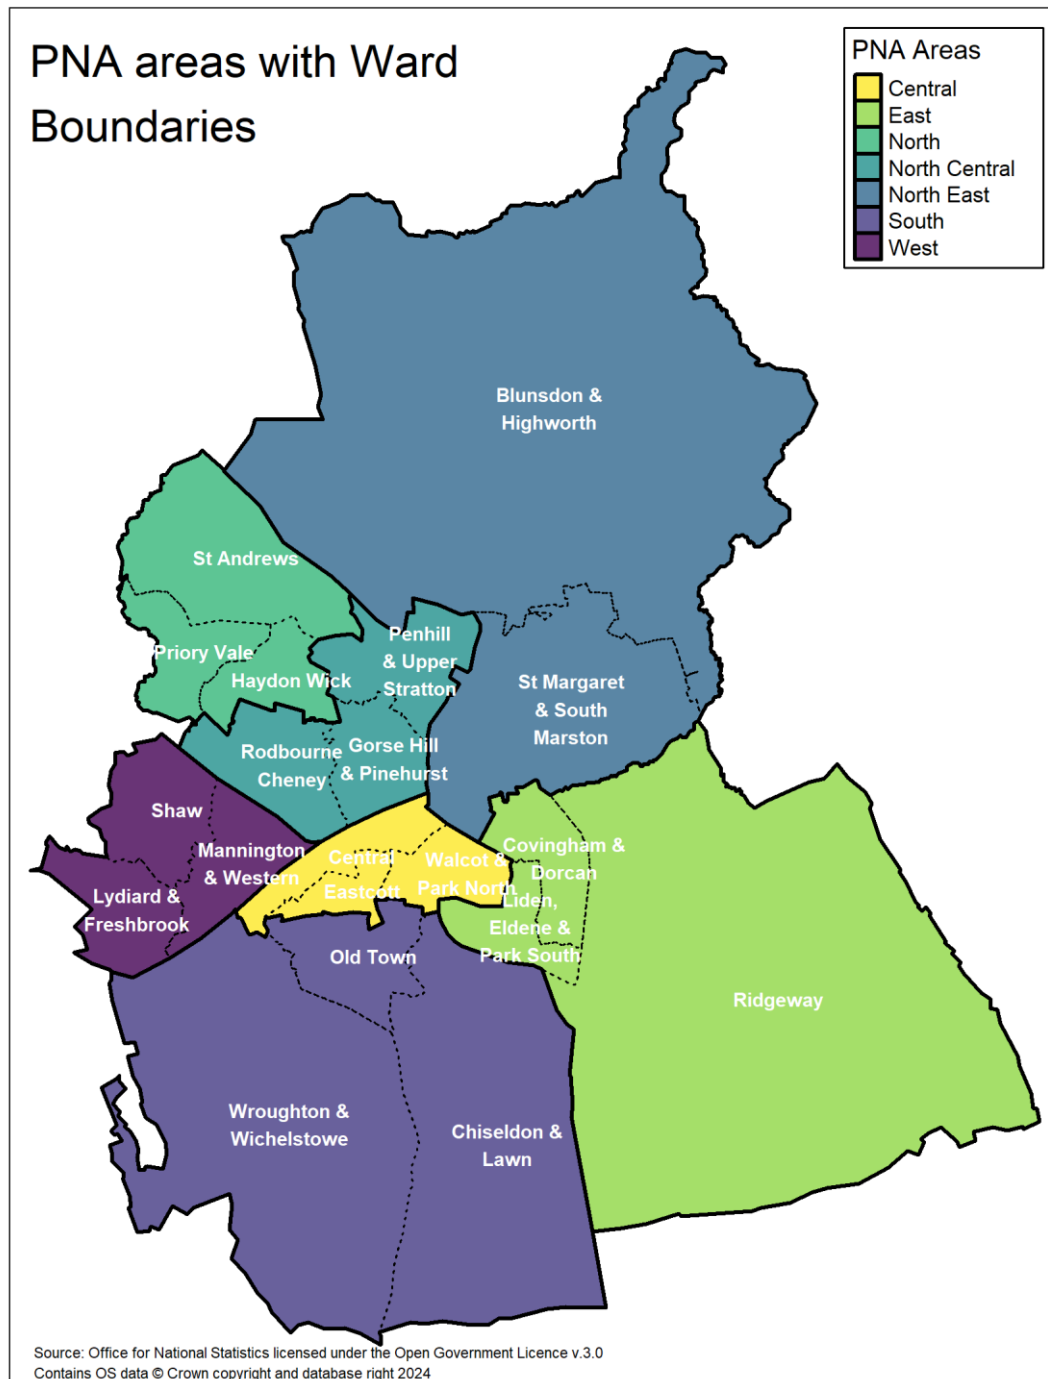 PNA areas with Ward
Boundaries
PNA Areas
Central
East
North
North Central
North East
South
West
Blunsdon &
Highworth
St Andrews
Penhill
& Upper
Stratton
Priory Vale
Haydon Wick
St Margaret
& South
Marston
Rodbourne
Cheney
Gorse Hill
& Pinehurst
Shaw
Mannington
& Western
Lydiard &
Freshbrook
Central
Eastcott
Walcot &
Park North
Covingham &
Dorcan
Liden,
Eldene &
Park South
Old Town
Ridgeway
Wroughton &
Wichelstowe
Chiseldon &
Lawn
Source: Office for National Statistics licensed under the Open Government Licence v.3.0
Contains OS data © Crown copyright and database right 2024